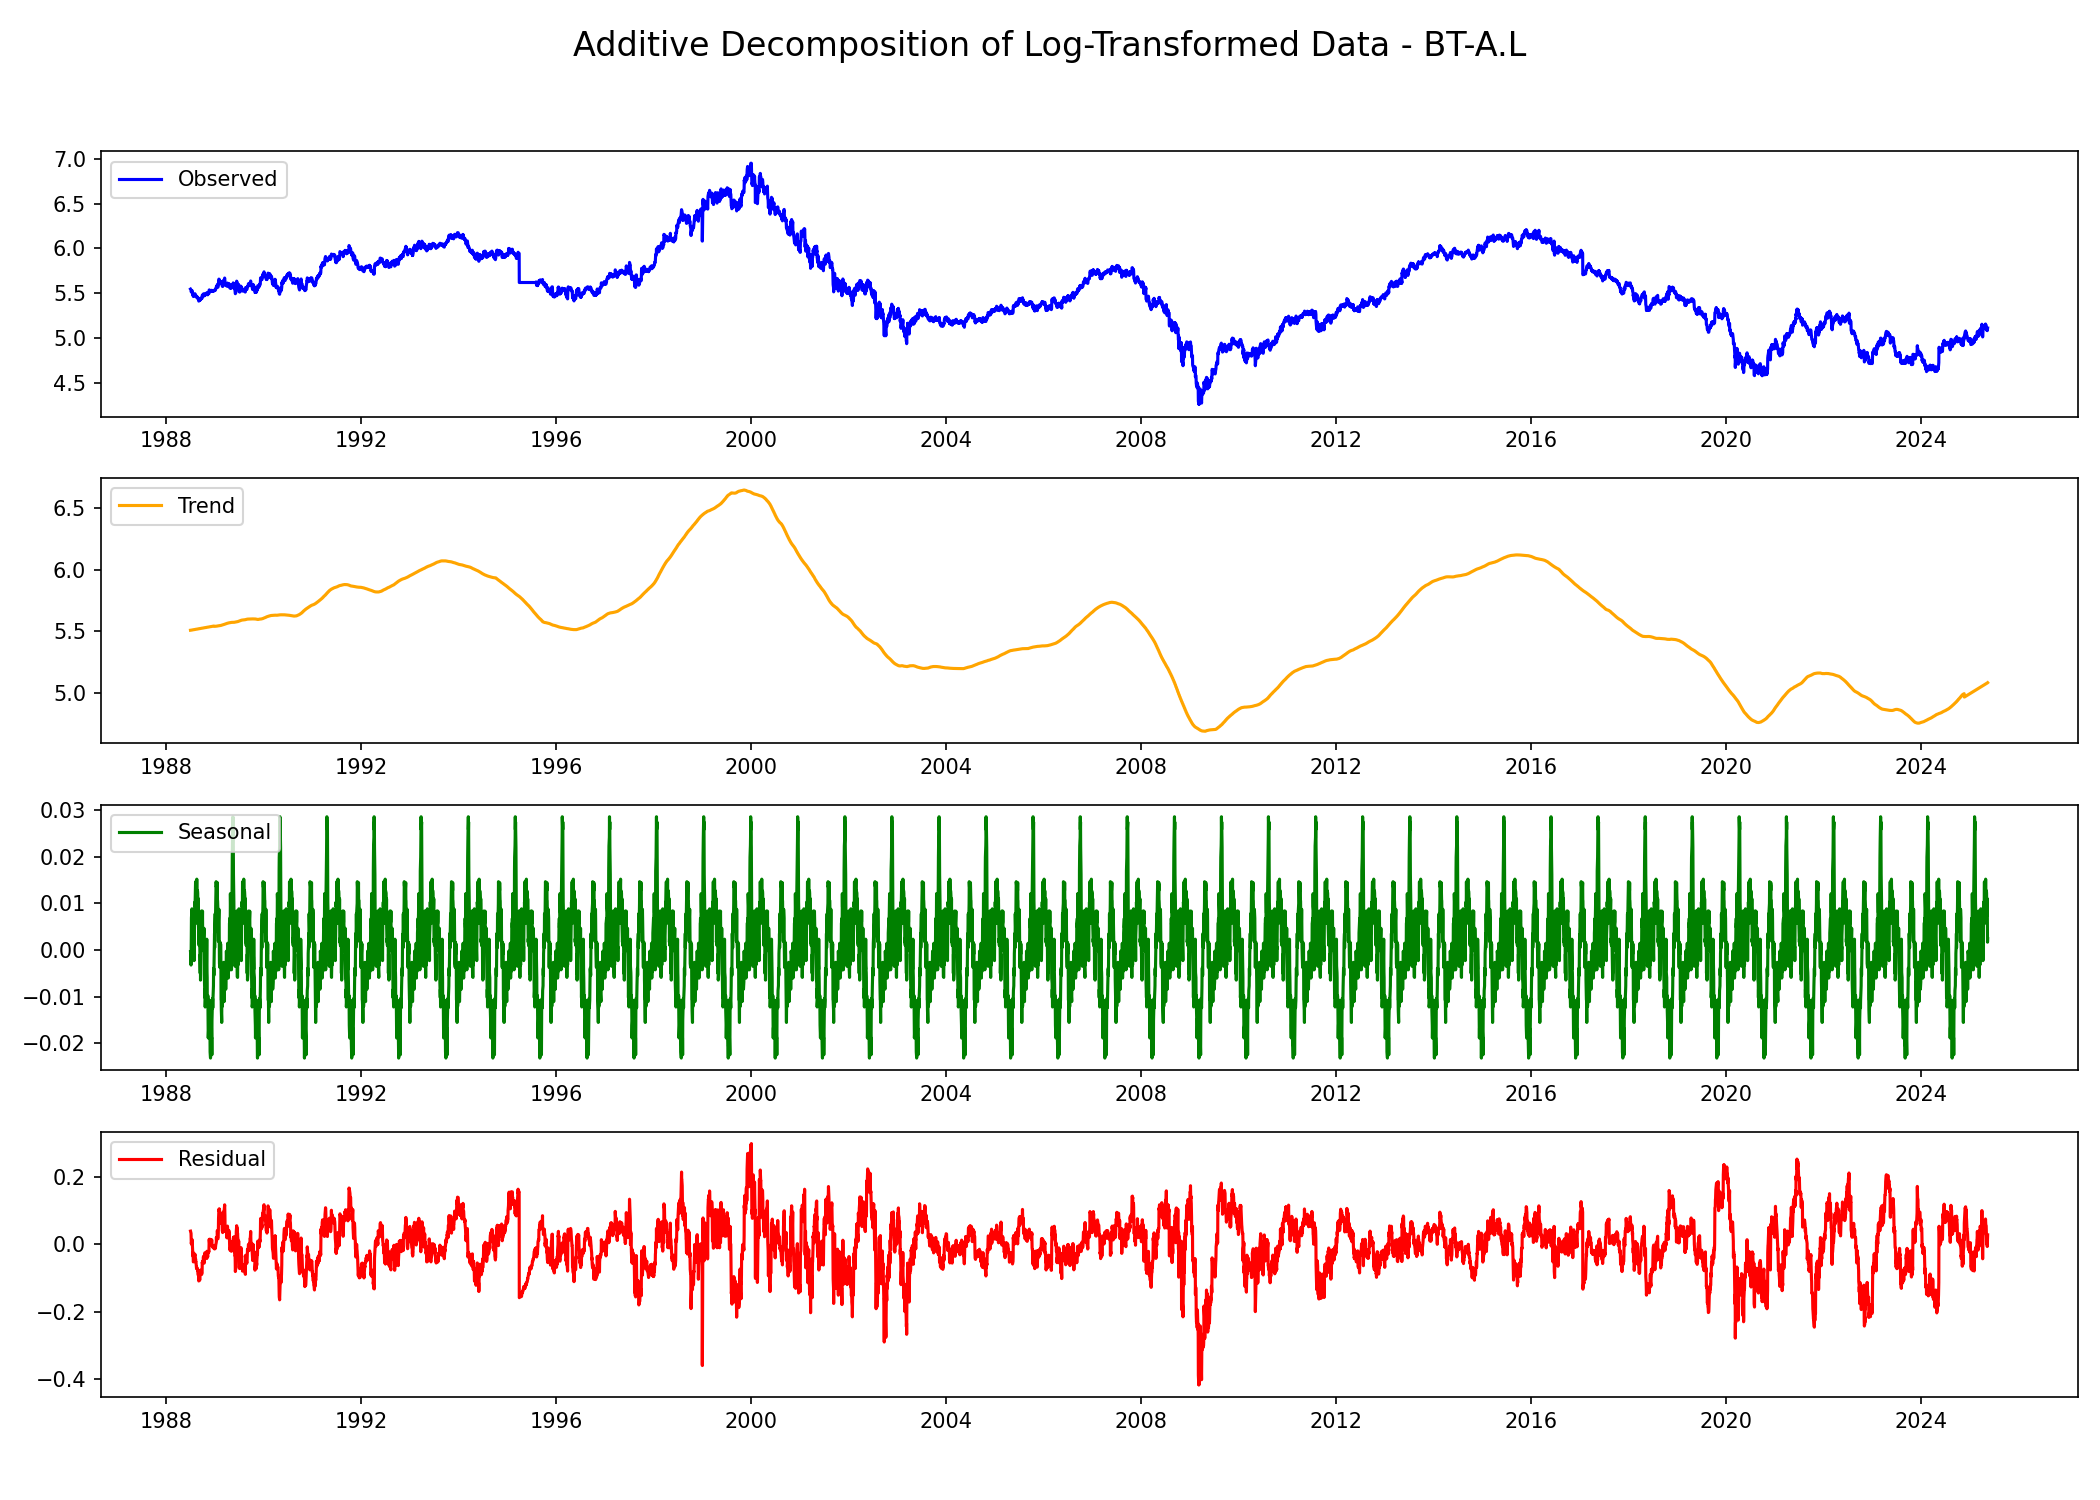 Additive Decomposition of Log-Transformed Data - BT-A.L
7.0
6.5
6.0
5.5
5.0
4.5
Observed
1988 1992 1996 2000 2004 2008 2012 2016 2020 2024
6.5
6.0
5.5
5.0
Trend
1988 1992 1996 2000 2004 2008 2012 2016 2020 2024
0.03
0.02
0.01
0.00
−0.01
−0.02
Seasonal
1988 1992 1996 2000 2004 2008 2012 2016 2020 2024
0.2
0.0
−0.2
−0.4
Residual
1988 1992 1996 2000 2004 2008 2012 2016 2020 2024